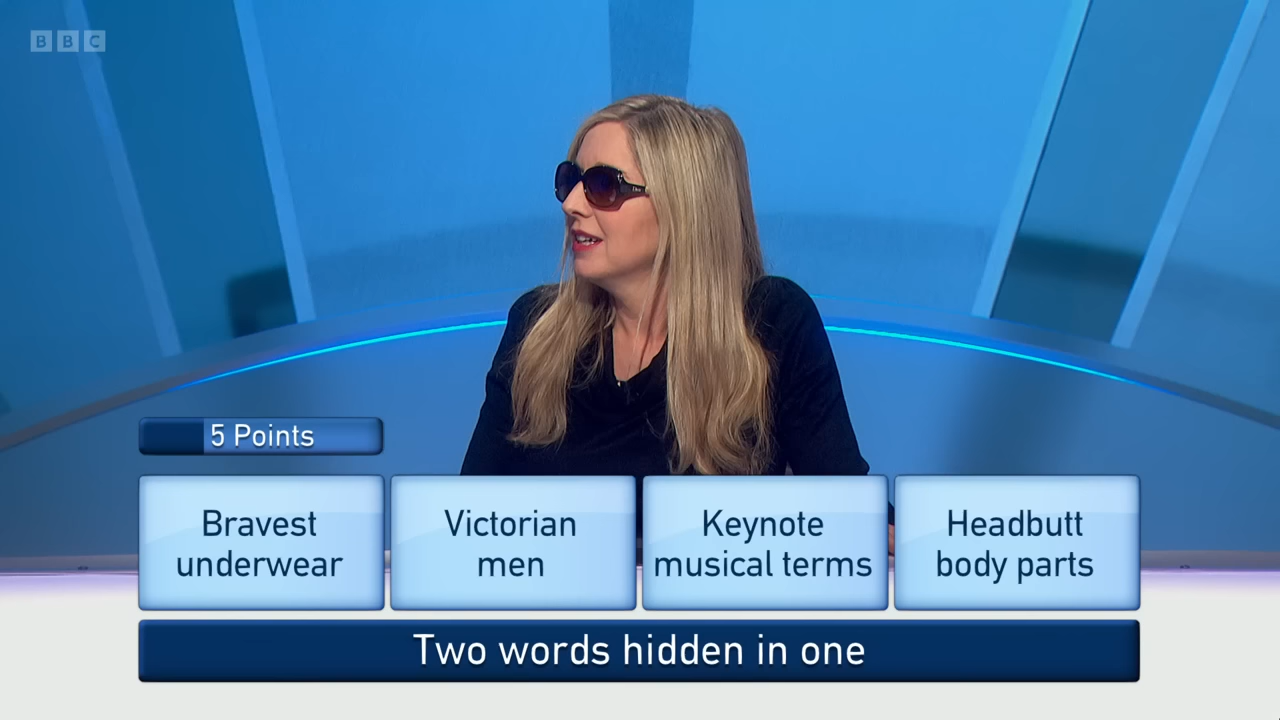 BBC
5 Points
Bravest
underwear
Victorian
men
Keynote
musical terms
Headbutt
body parts
Two words hidden in one